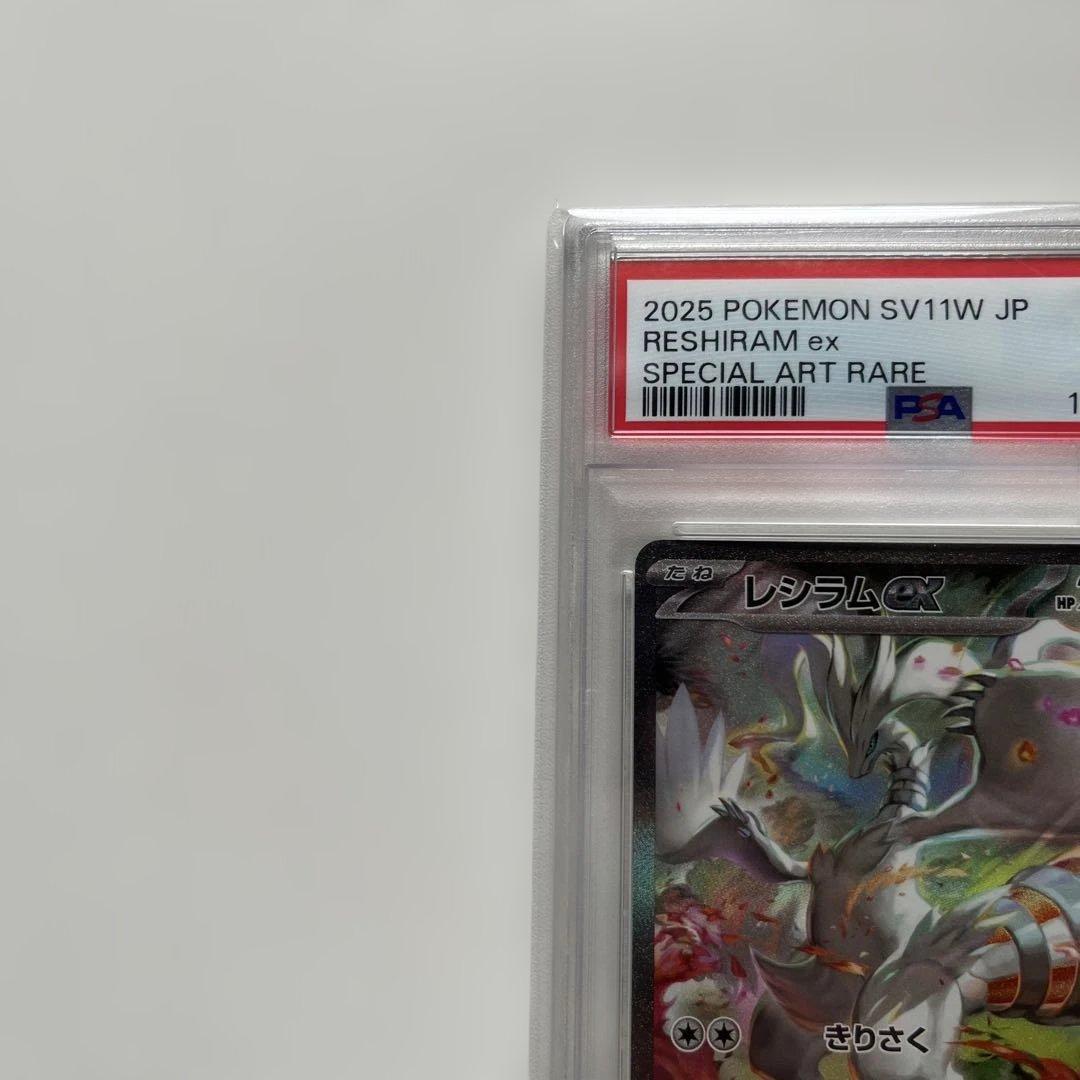 2025 POKEMON SV11W JP
RESHIRAM ex
SPECIAL ART RARE
PSA
たね
レシラムex
HP
きりさく